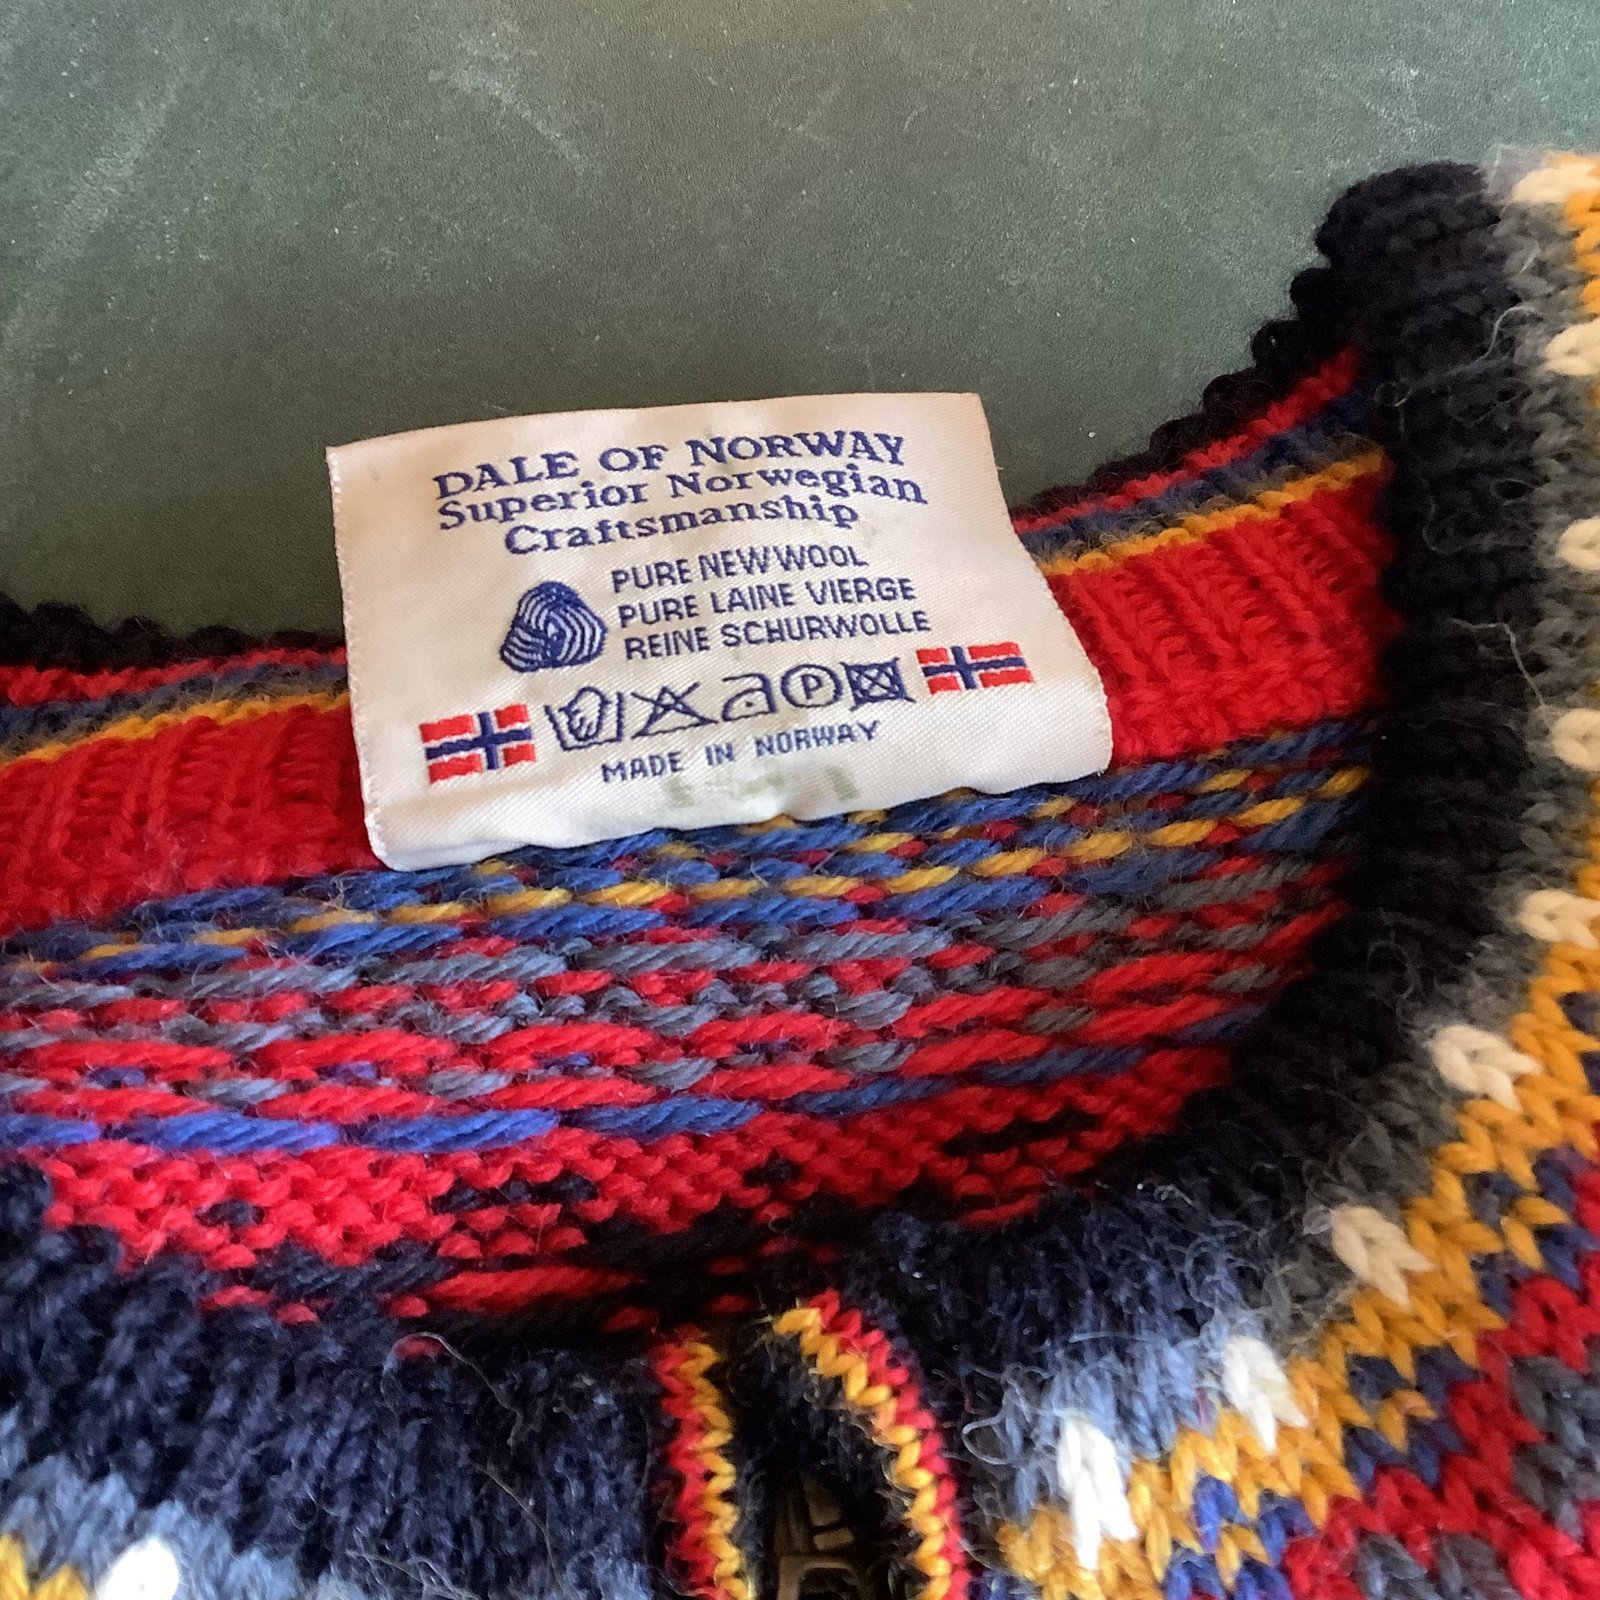 DALE OF NORWAY
Superior Norwegian
Craftsmanship
PURE NEW WOOL
PURE LAINE VIERGE
REINE SCHURWOLLE
P
MADE IN NORWAY